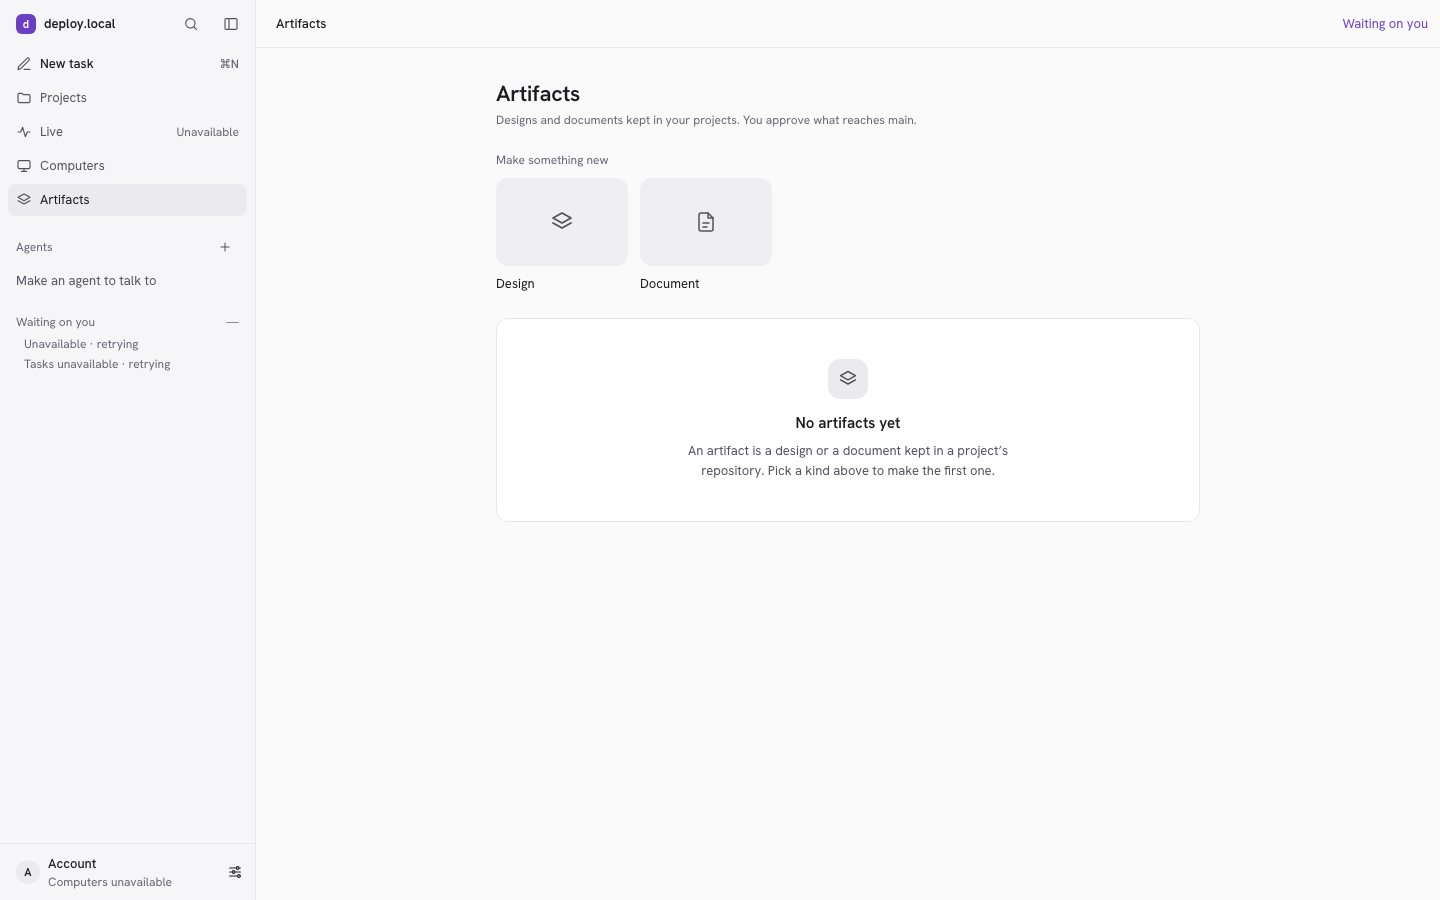 d deploy.local
New task ⌘N
Projects
Live Unavailable
Computers
Artifacts
Agents
Make an agent to talk to
Waiting on you —
Unavailable · retrying
Tasks unavailable · retrying
A Account
Computers unavailable
Artifacts
Waiting on you
Artifacts
Designs and documents kept in your projects. You approve what reaches main.
Make something new
Design
Document
No artifacts yet
An artifact is a design or a document kept in a project’s
repository. Pick a kind above to make the first one.